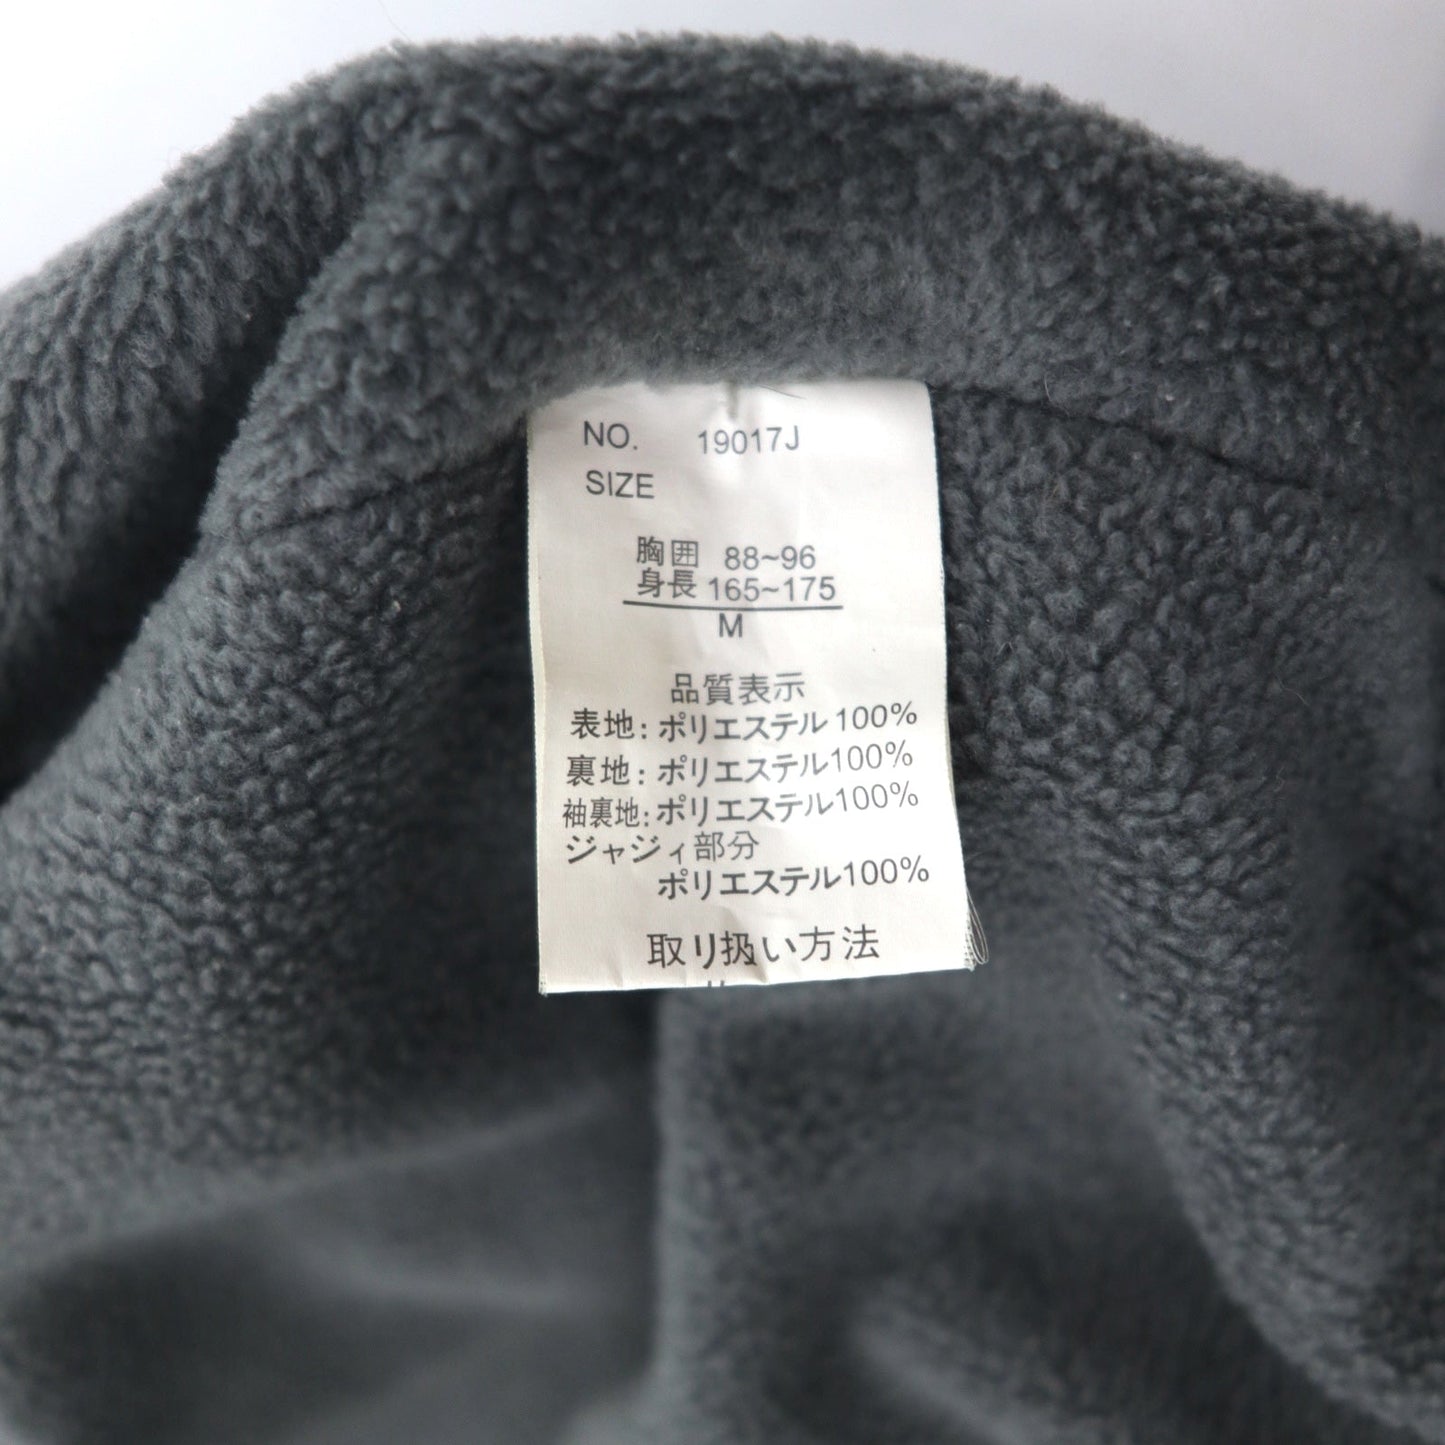 NO. 19017J
SIZE
胸囲 88~96
身長 165~175
M
品質表示
表地: ポリエステル100%
裏地: ポリエステル100%
袖裏地: ポリエステル100%
ジャジィ部分
ポリエステル100%
取り扱い方法